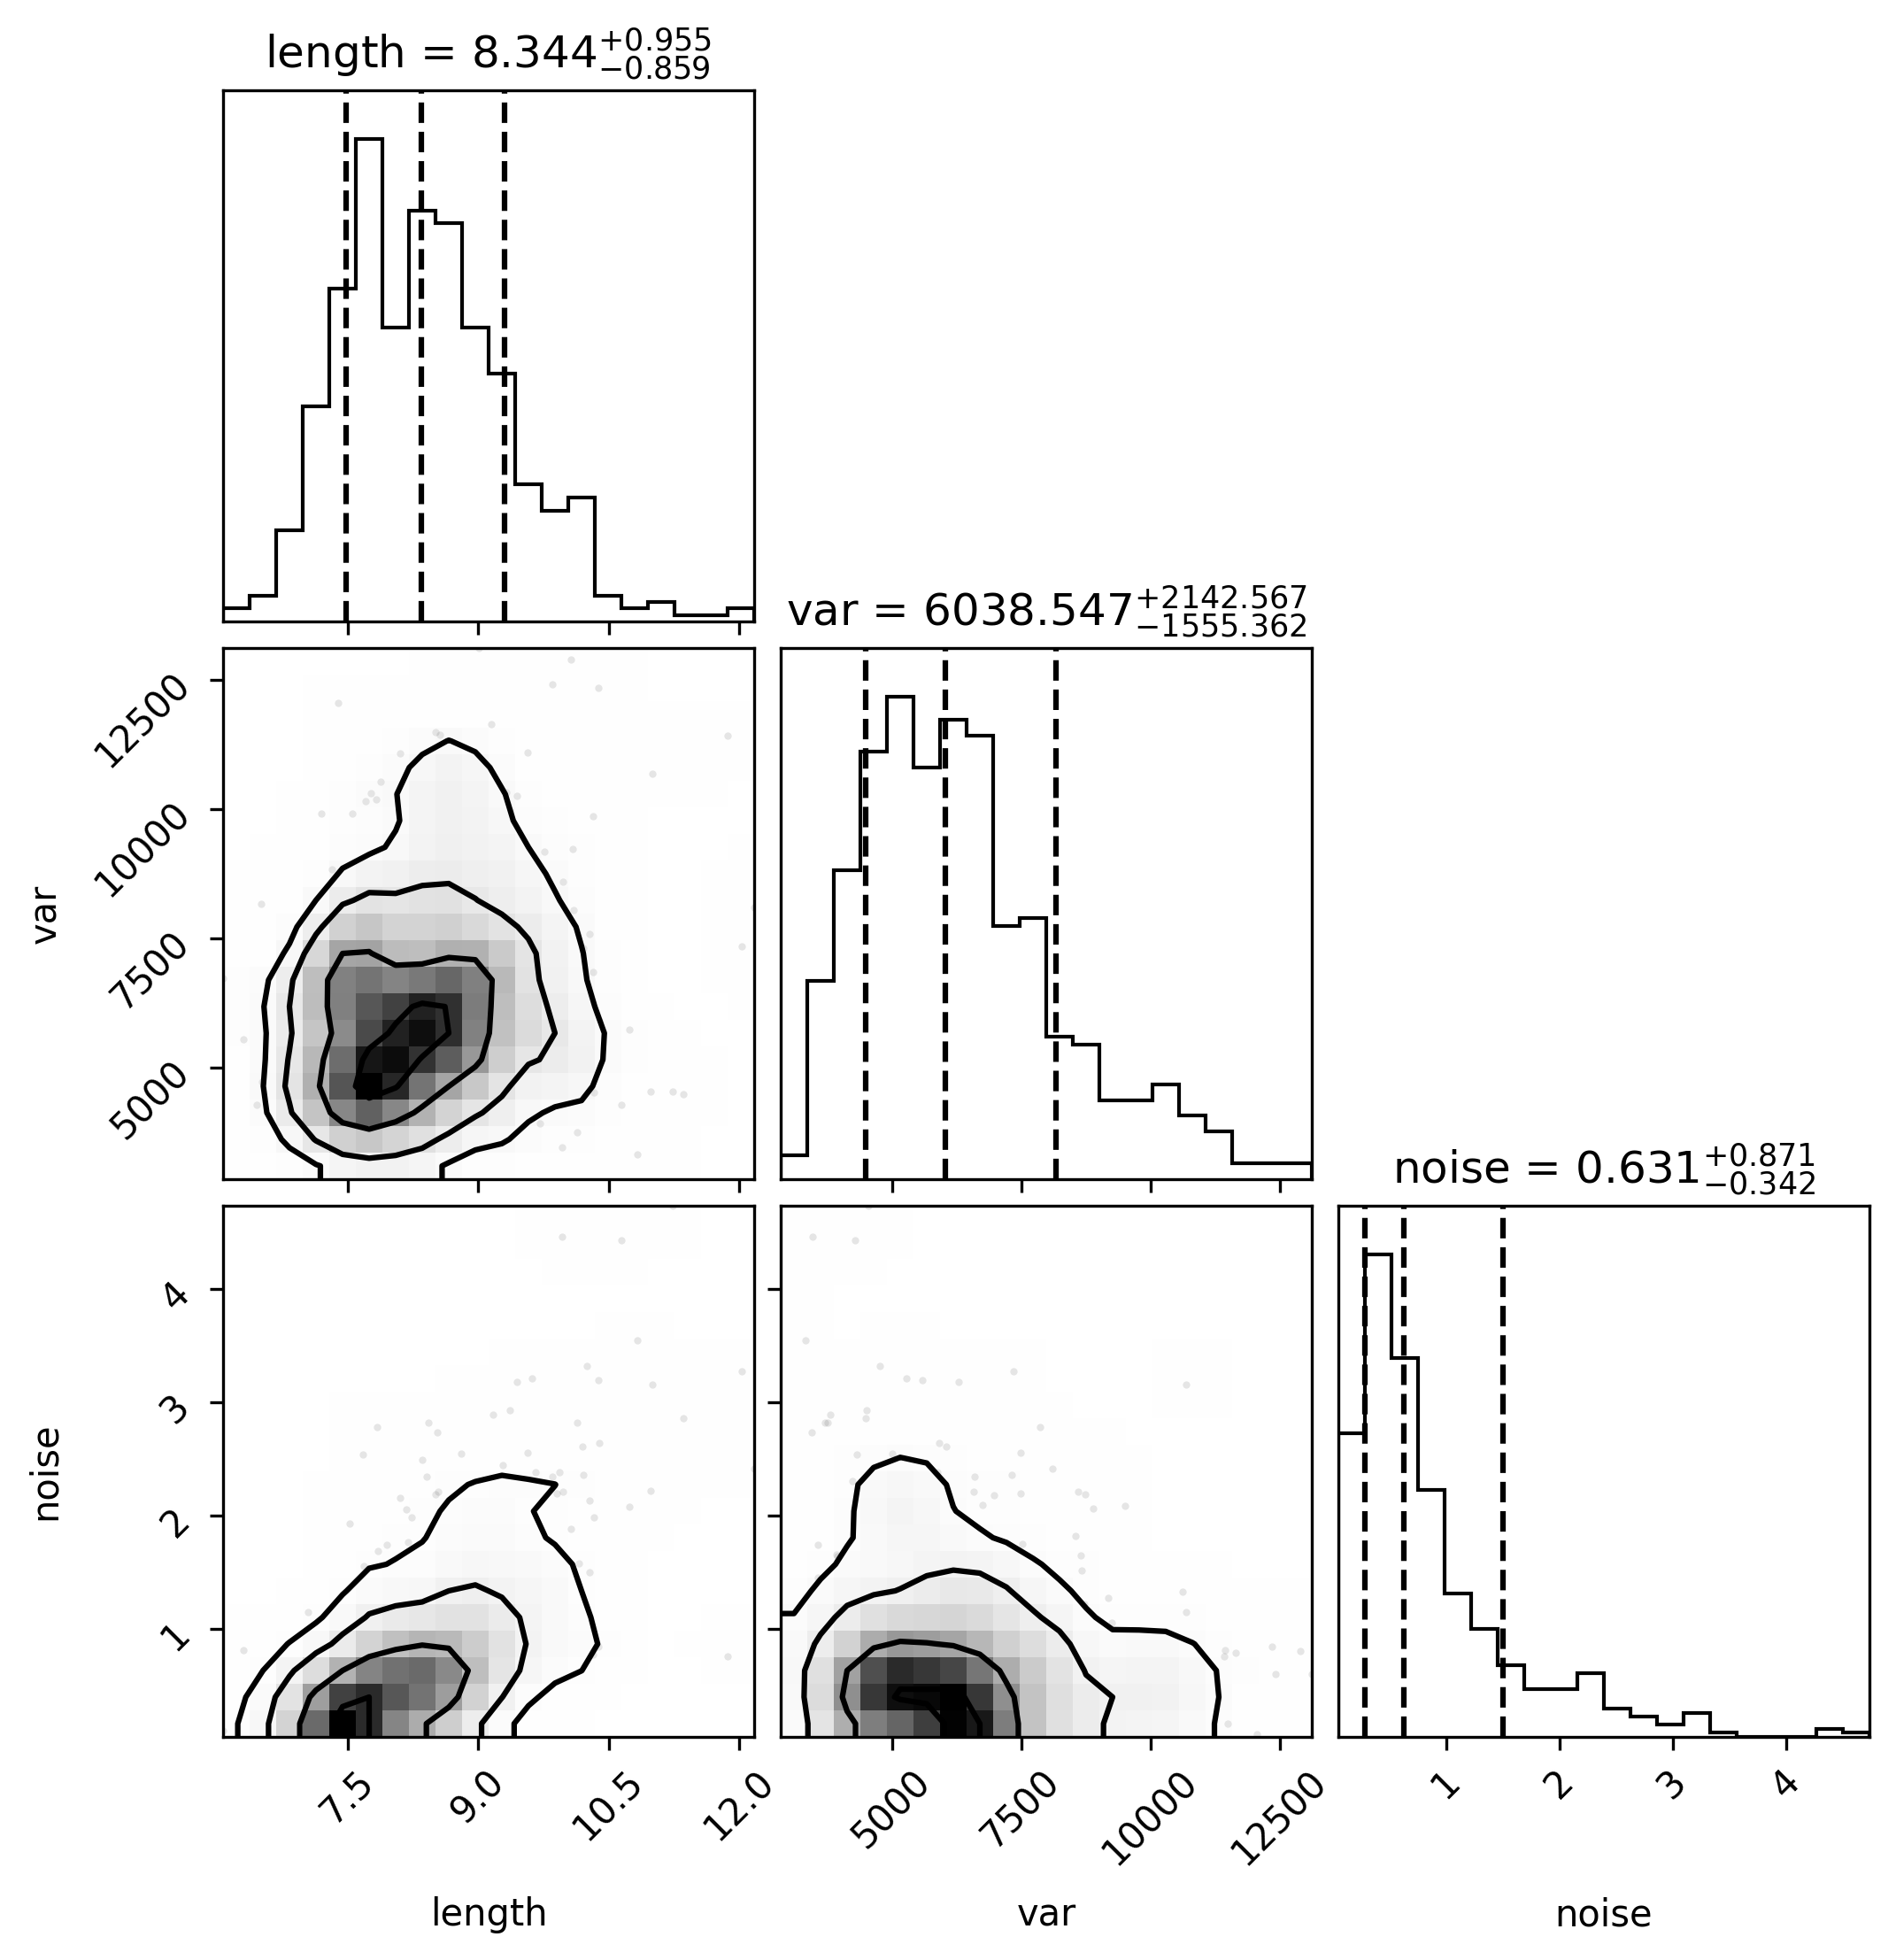 length = 8.344+0.955−0.859
var = 6038.547+2142.567−1555.362
12500
10000
7500
5000
var
noise = 0.631+0.871−0.342
4
3
2
1
noise
7.5 9.0 10.5 12.0
5000 7500 10000 12500
1 2 3 4
length var noise